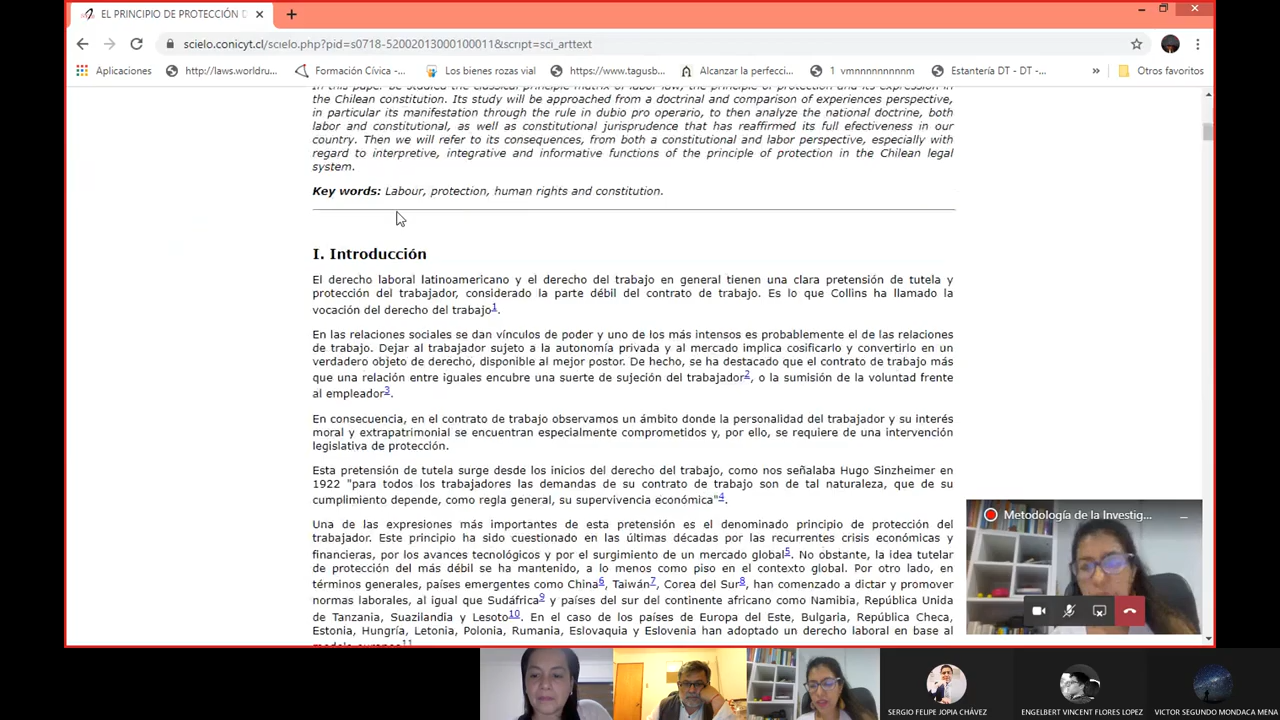 EL PRINCIPIO DE PROTECCIÓN D
scielo.conicyt.cl/scielo.php?pid=s0718-52002013000100011&script=sci_arttext
Aplicaciones
http://laws.worldru...
Formación Cívica -...
Los bienes rozas vial
https://www.tagusb...
Alcanzar la perfecci...
1 vmnnnnnnnnnn
Estantería DT - DT -...
»
Otros favoritos
In this paper be studied the classical principle matrix of labor law, the principle of protection and its expression in
the Chilean constitution. Its study will be approached from a doctrinal and comparison of experiences perspective,
in particular its manifestation through the rule in dubio pro operario, to then analyze the national doctrine, both
labor and constitutional, as well as constitutional jurisprudence that has reaffirmed its full efectiveness in our
country. Then we will refer to its consequences, from both a constitutional and labor perspective, especially with
regard to interpretive, integrative and informative functions of the principle of protection in the Chilean legal
system.
Key words: Labour, protection, human rights and constitution.
I. Introducción
El derecho laboral latinoamericano y el derecho del trabajo en general tienen una clara pretensión de tutela y
protección del trabajador, considerado la parte débil del contrato de trabajo. Es lo que Collins ha llamado la
vocación del derecho del trabajo1.
En las relaciones sociales se dan vínculos de poder y uno de los más intensos es probablemente el de las relaciones
de trabajo. Dejar al trabajador sujeto a la autonomía privada y al mercado implica cosificarlo y convertirlo en un
verdadero objeto de derecho, disponible al mejor postor. De hecho, se ha destacado que el contrato de trabajo más
que una relación entre iguales encubre una suerte de sujeción del trabajador2, o la sumisión de la voluntad frente
al empleador3.
En consecuencia, en el contrato de trabajo observamos un ámbito donde la personalidad del trabajador y su interés
moral y extrapatrimonial se encuentran especialmente comprometidos y, por ello, se requiere de una intervención
legislativa de protección.
Esta pretensión de tutela surge desde los inicios del derecho del trabajo, como nos señalaba Hugo Sinzheimer en
1922 "para todos los trabajadores las demandas de su contrato de trabajo son de tal naturaleza, que de su
cumplimiento depende, como regla general, su supervivencia económica"4.
Una de las expresiones más importantes de esta pretensión es el denominado principio de protección del
trabajador. Este principio ha sido cuestionado en las últimas décadas por las recurrentes crisis económicas y
financieras, por los avances tecnológicos y por el surgimiento de un mercado global5. No obstante, la idea tutelar
de protección del más débil se ha mantenido, a lo menos como piso en el contexto global. Por otro lado, en
términos generales, países emergentes como China6, Taiwán7, Corea del Sur8, han comenzado a dictar y promover
normas laborales, al igual que Sudáfrica9 y países del sur del continente africano como Namibia, República Unida
de Tanzania, Suazilandia y Lesoto10. En el caso de los países de Europa del Este, Bulgaria, República Checa,
Estonia, Hungría, Letonia, Polonia, Rumania, Eslovaquia y Eslovenia han adoptado un derecho laboral en base al
modelo europeo11
Metodología de la Investig...
SERGIO FELIPE JOPIA CHÁVEZ
ENGELBERT VINCENT FLORES LOPEZ
VICTOR SEGUNDO MONDACA MENA